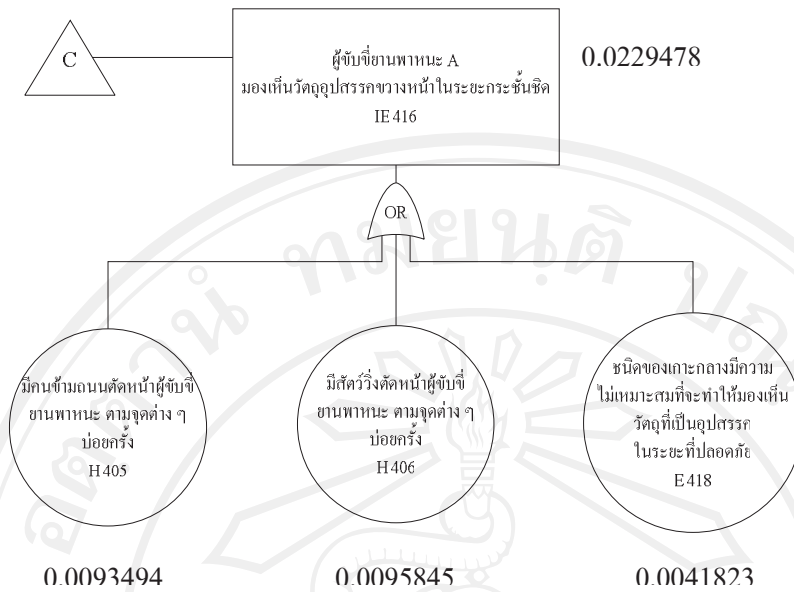 C
ผู้ขับขี่ยานพาหนะ A
มองเห็นวัตถุอุปสรรคขวางหน้าในระยะกระชั้นชิด
IE416
0.0229478
OR
มีคนข้ามถนนตัดหน้าผู้ขับขี่
ยานพาหนะ ตามจุดต่าง ๆ
บ่อยครั้ง
H405
มีสัตว์วิ่งตัดหน้าผู้ขับขี่
ยานพาหนะ ตามจุดต่าง ๆ
บ่อยครั้ง
H406
ชนิดของเกาะกลางมีความ
ไม่เหมาะสมที่จะทำให้มองเห็น
วัตถุที่เป็นอุปสรรค
ในระยะที่ปลอดภัย
E418
0.0093494
0.0095845
0.0041823